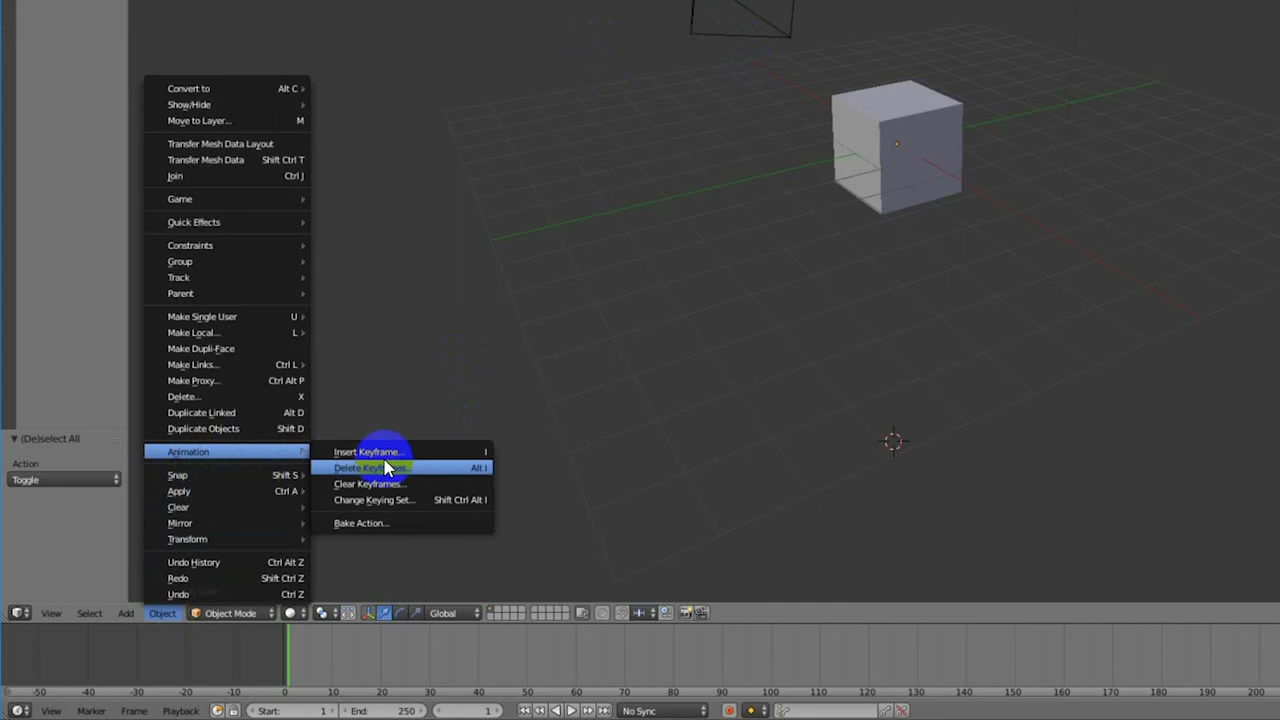 Convert to Alt C
Show/Hide
Move to Layer... M
Transfer Mesh Data Layout
Transfer Mesh Data Shift Ctrl T
Join Ctrl J
Game
Quick Effects
Constraints
Group
Track
Parent
Make Single User U
Make Local... L
Make Dupli-Face
Make Links... Ctrl L
Make Proxy... Ctrl Alt P
Delete... X
Duplicate Linked Alt D
Duplicate Objects Shift D
Animation
Snap Shift S
Apply Ctrl A
Clear
Mirror
Transform
Undo History Ctrl Alt Z
Redo Shift Ctrl Z
Undo Ctrl Z
Insert Keyframe... I
Delete Keyframes... Alt I
Clear Keyframes...
Change Keying Set... Shift Ctrl Alt I
Bake Action...
(De)select All
Action
Toggle
View Select Add Object Object Mode Global
-50 -40 -30 -20 -10 0 10 20 30 40 50 60 70 80 90 100 110 120 130 140 150 160 170 180 190 200
View Marker Frame Playback Start: 1 End: 250 1 No Sync